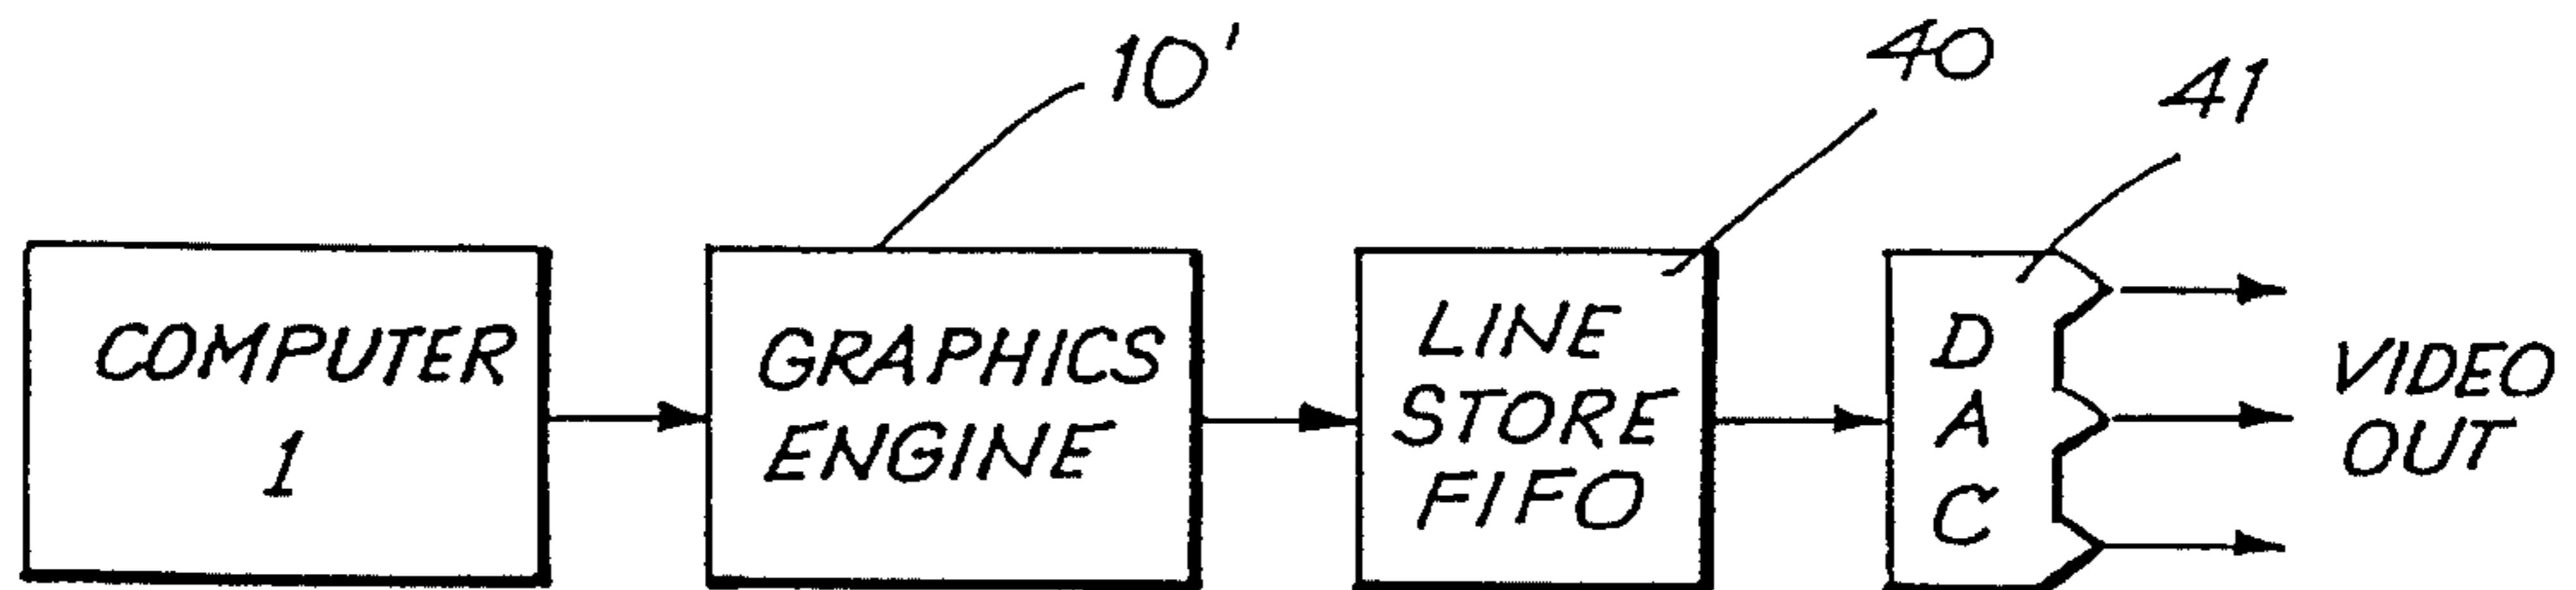 10'
40
41
COMPUTER
1
GRAPHICS
ENGINE
LINE
STORE
FIFO
D
A
C
VIDEO
OUT